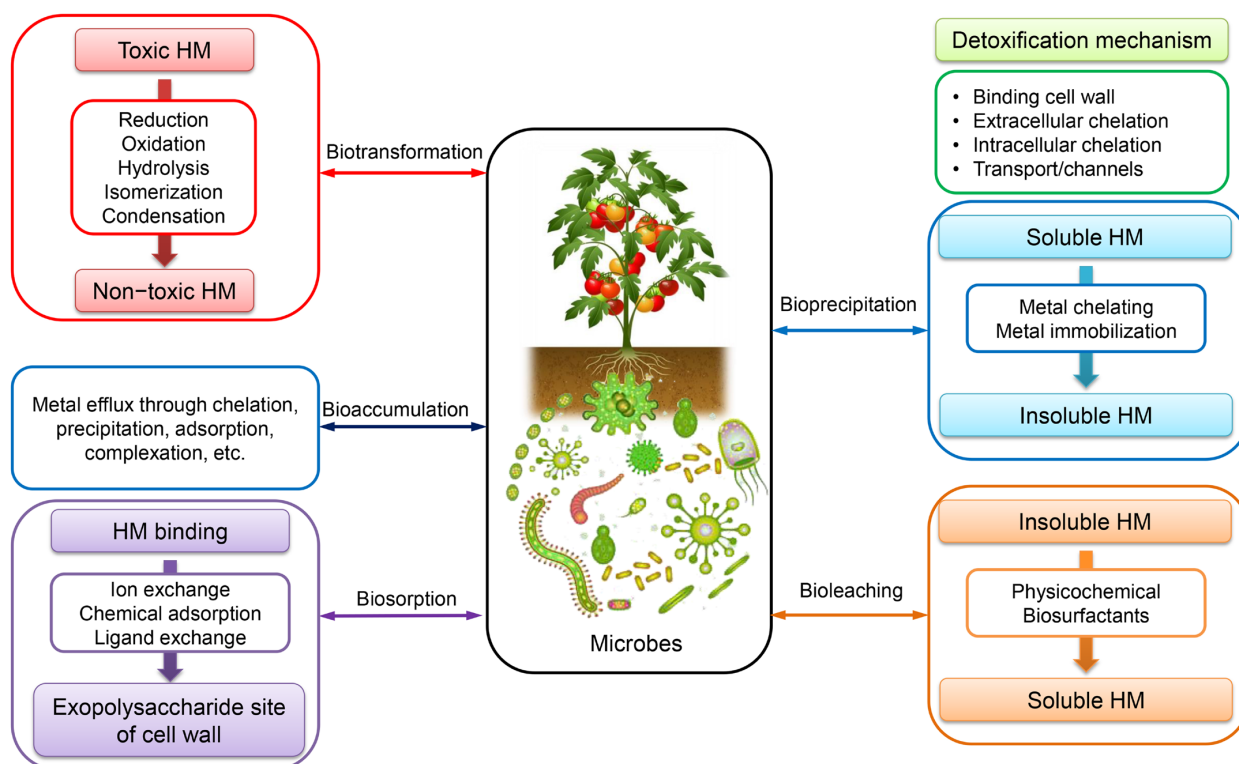 Toxic HM
Reduction
Oxidation
Hydrolysis
Isomerization
Condensation
Non−toxic HM
Biotransformation
Metal efflux through chelation,
precipitation, adsorption,
complexation, etc.
Bioaccumulation
HM binding
Ion exchange
Chemical adsorption
Ligand exchange
Exopolysaccharide site
of cell wall
Biosorption
Microbes
Detoxification mechanism
• Binding cell wall
• Extracellular chelation
• Intracellular chelation
• Transport/channels
Bioprecipitation
Soluble HM
Metal chelating
Metal immobilization
Insoluble HM
Bioleaching
Insoluble HM
Physicochemical
Biosurfactants
Soluble HM